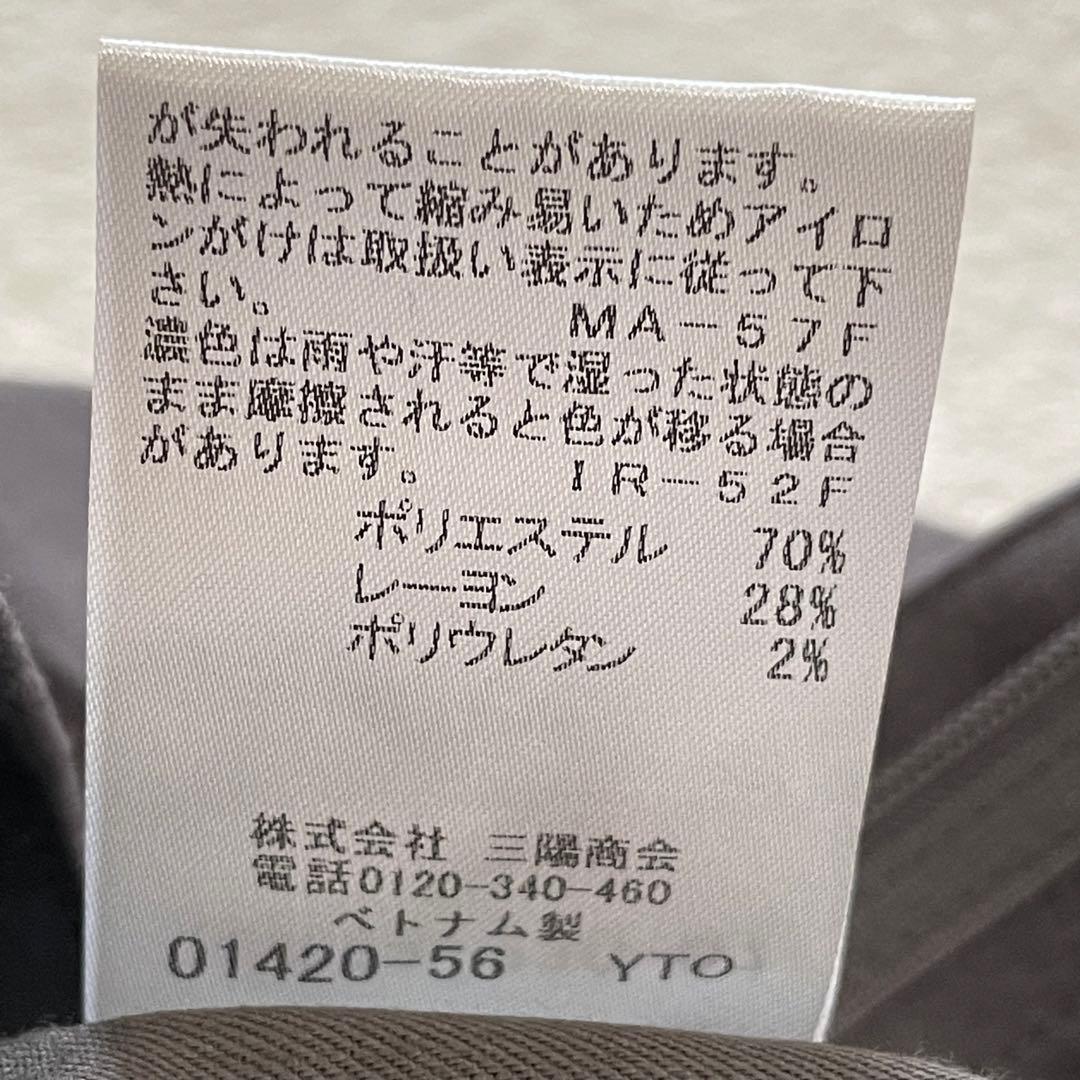 が失われることがあります。
熱によって縮み易いためアイロ
ンがけは取扱い表示に従って下
さい。
MA-57F
濃色は雨や汗等で湿った状態の
まま摩擦されると色が移る場合
があります。 IR-52F
ポリエステル 70%
レーヨン 28%
ポリウレタン 2%
株式会社 三陽商会
電話0120-340-460
ベトナム製
01420-56 YTO